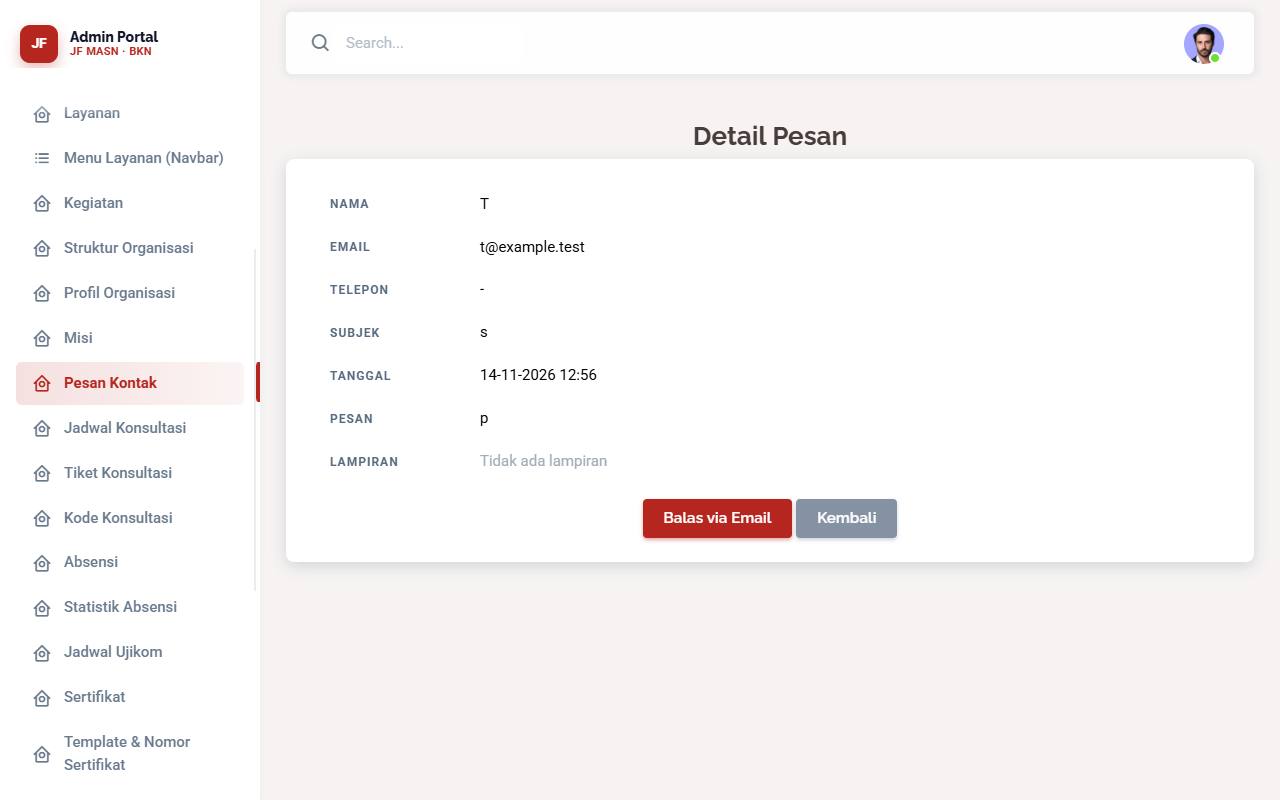 JF
Admin Portal
JF MASN · BKN
Search...
Layanan
Menu Layanan (Navbar)
Kegiatan
Struktur Organisasi
Profil Organisasi
Misi
Pesan Kontak
Jadwal Konsultasi
Tiket Konsultasi
Kode Konsultasi
Absensi
Statistik Absensi
Jadwal Ujikom
Sertifikat
Template & Nomor
Sertifikat
Detail Pesan
NAMA T
EMAIL t@example.test
TELEPON -
SUBJEK s
TANGGAL 14-11-2026 12:56
PESAN p
LAMPIRAN Tidak ada lampiran
Balas via Email Kembali